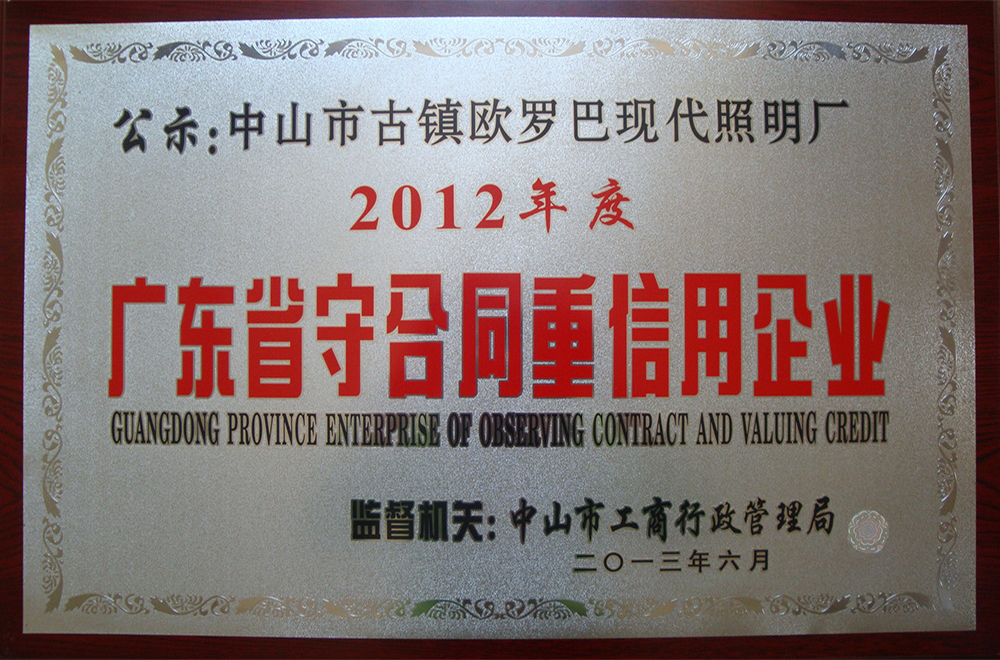 公示:中山市古镇欧罗巴现代照明厂
2012年度
广东省守合同重信用企业
GUANGDONG PROVINCE ENTERPRISE OF OBSERVING CONTRACT AND VALUING CREDIT
监督机关:中山市工商行政管理局
二〇一三年六月